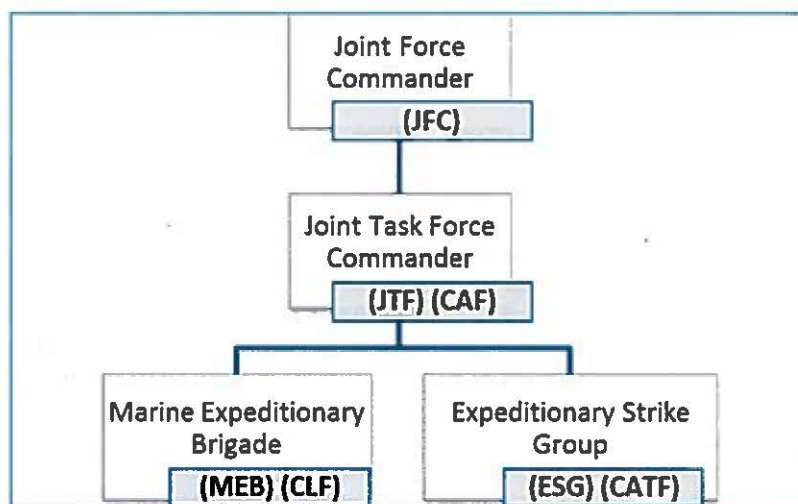 Joint Force
Commander
(JFC)
Joint Task Force
Commander
(JTF) (CAF)
Marine Expeditionary
Brigade
(MEB) (CLF)
Expeditionary Strike
Group
(ESG) (CATF)